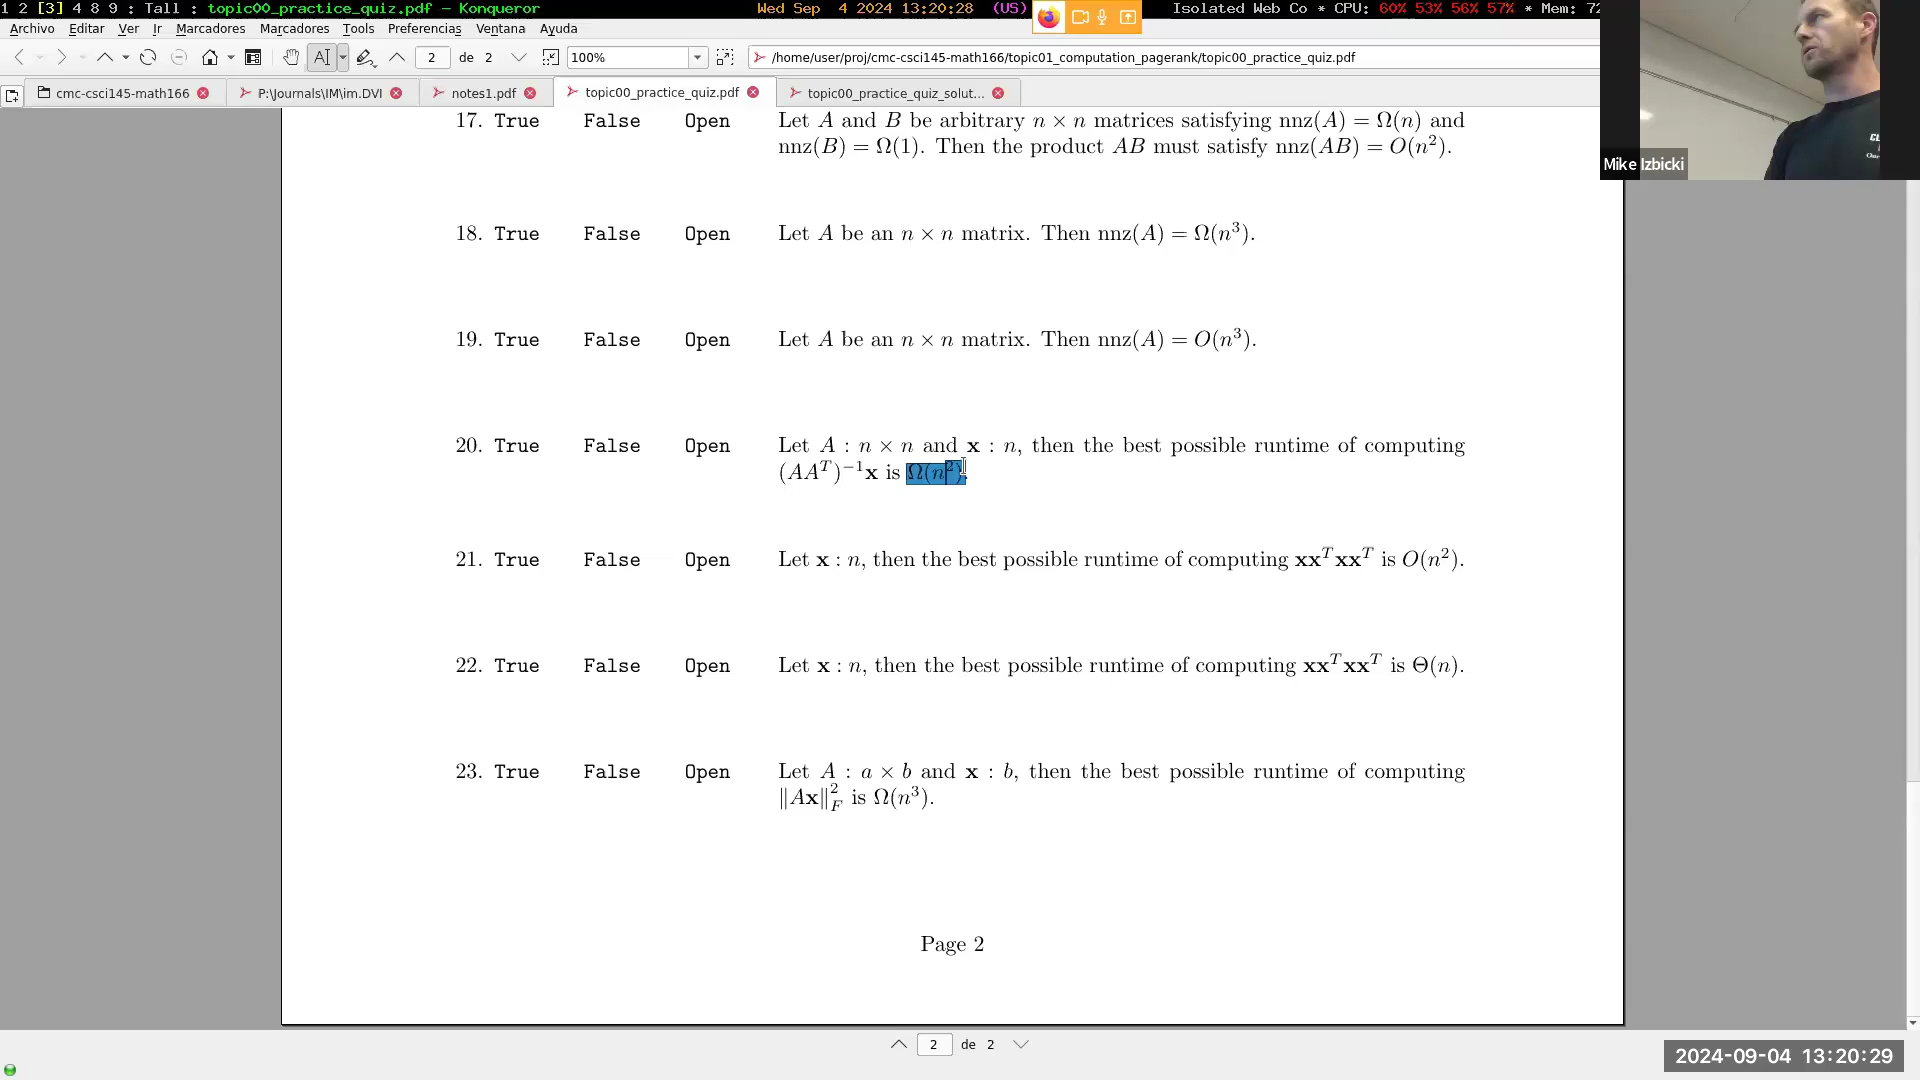 1 2 [3] 4 8 9 : Tall : topic00_practice_quiz.pdf – Konqueror Wed Sep 4 2024 13:20:28 (US) Isolated Web Co * CPU: 60% 53% 56% 57% * Mem: 72
Archivo Editar Ver Ir Marcadores Marcadores Tools Preferencias Ventana Ayuda
2 de 2 100% /home/user/proj/cmc-csci145-math166/topic01_computation_pagerank/topic00_practice_quiz.pdf
cmc-csci145-math166 P:\Journals\IM\im.DVI notes1.pdf topic00_practice_quiz.pdf topic00_practice_quiz_solut...
Mike Izbicki
17. True False Open Let A and B be arbitrary n × n matrices satisfying nnz(A) = Ω(n) and
nnz(B) = Ω(1). Then the product AB must satisfy nnz(AB) = O(n²).
18. True False Open Let A be an n × n matrix. Then nnz(A) = Ω(n³).
19. True False Open Let A be an n × n matrix. Then nnz(A) = O(n³).
20. True False Open Let A : n × n and x : n, then the best possible runtime of computing
(AAᵀ)⁻¹x is Ω(n²).
21. True False Open Let x : n, then the best possible runtime of computing xxᵀxxᵀ is O(n²).
22. True False Open Let x : n, then the best possible runtime of computing xxᵀxxᵀ is Θ(n).
23. True False Open Let A : a × b and x : b, then the best possible runtime of computing
‖Ax‖²_F is Ω(n³).
Page 2
2 de 2
2024-09-04 13:20:29